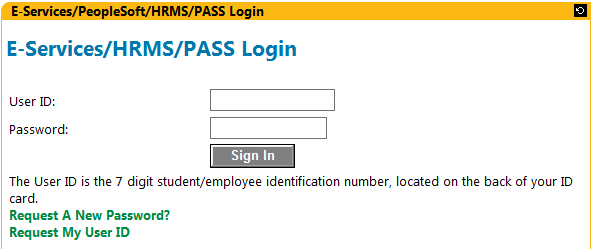 E-Services/PeopleSoft/HRMS/PASS Login
E-Services/HRMS/PASS Login
User ID:
Password:
Sign In
The User ID is the 7 digit student/employee identification number, located on the back of your ID
card.
Request A New Password?
Request My User ID